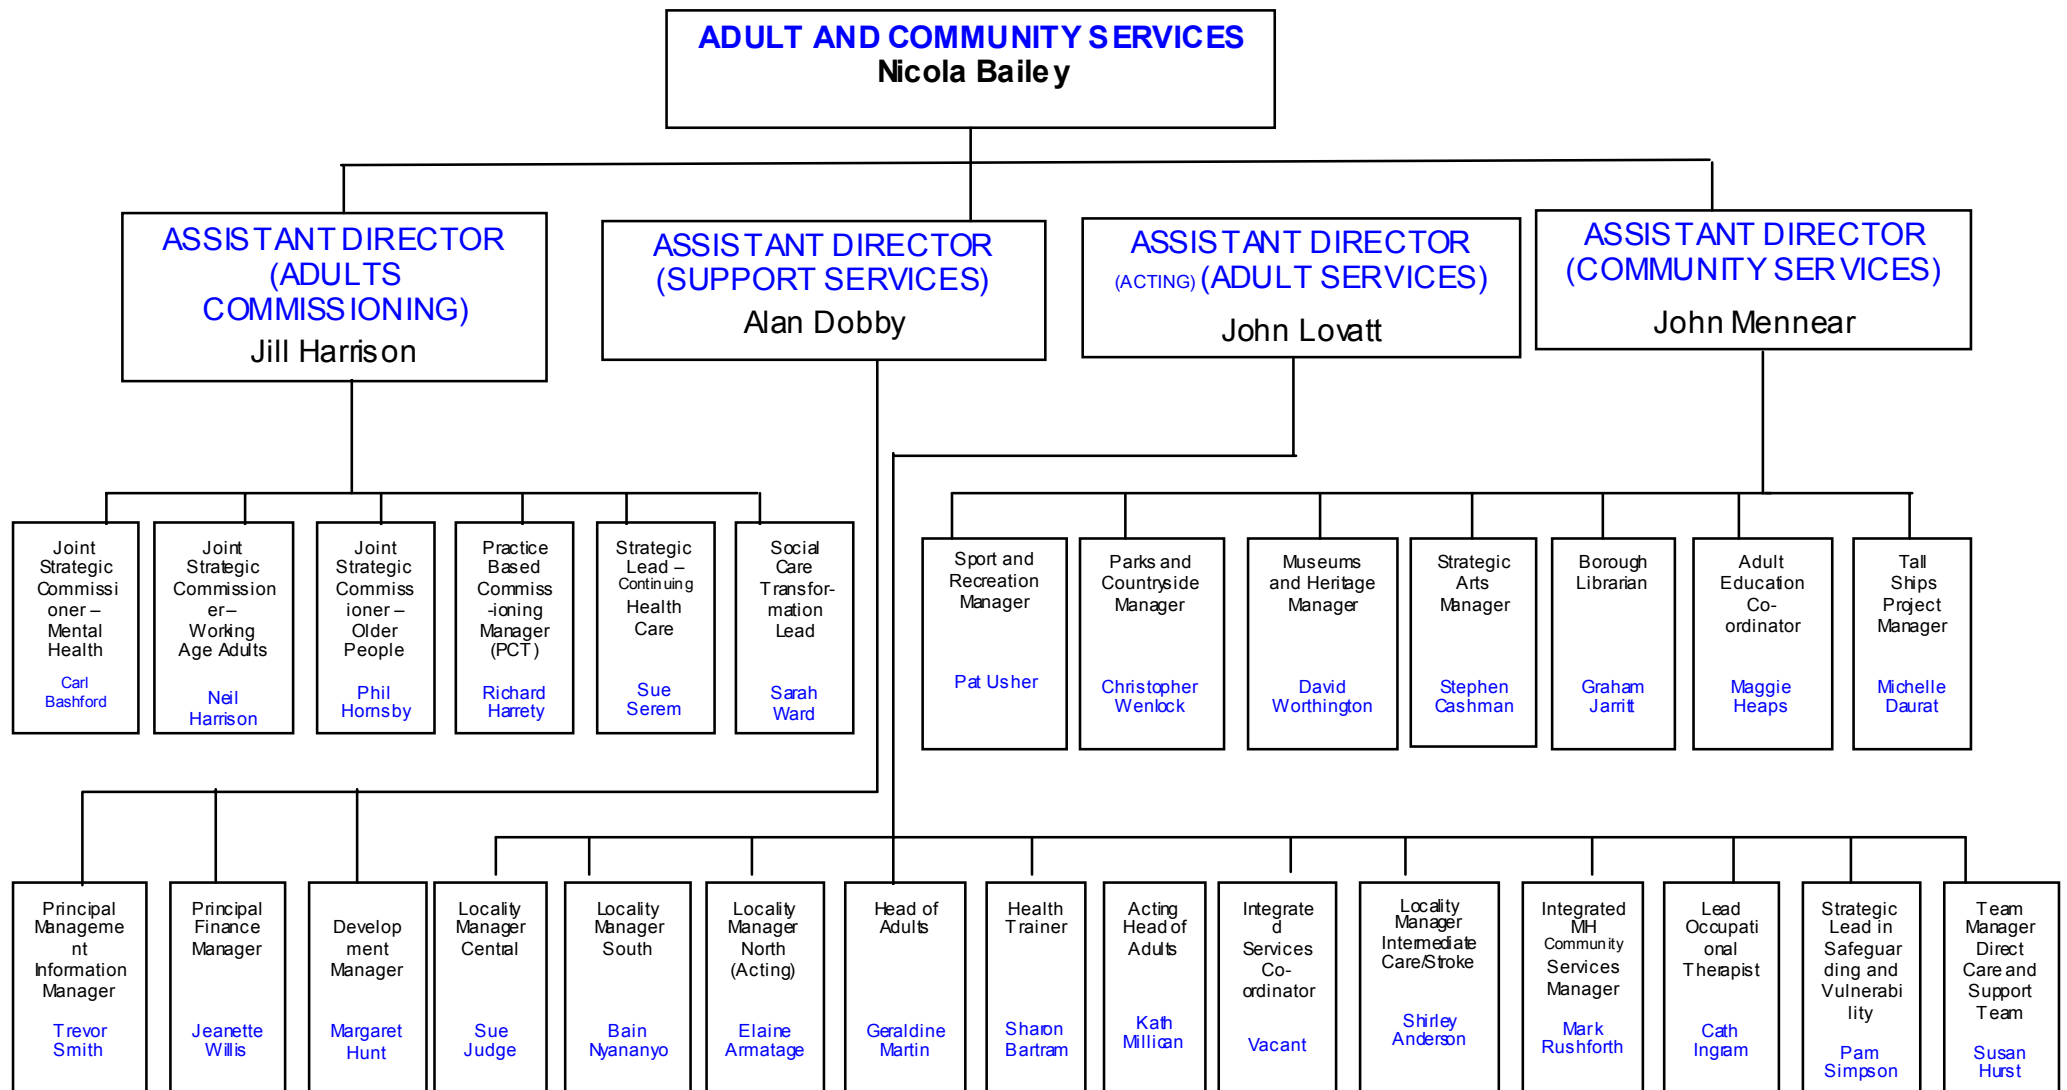 ADULT AND COMMUNITY SERVICES
Nicola Bailey
ASSISTANT DIRECTOR
(ADULTS
COMMISSIONING)
Jill Harrison
ASSISTANT DIRECTOR
(SUPPORT SERVICES)
Alan Dobby
ASSISTANT DIRECTOR
(ACTING) (ADULT SERVICES)
John Lovatt
ASSISTANT DIRECTOR
(COMMUNITY SERVICES)
John Mennear
Joint
Strategic
Commissi
oner –
Mental
Health
Carl
Bashford
Joint
Strategic
Commission
er –
Working
Age Adults
Neil
Harrison
Joint
Strategic
Commiss
ioner –
Older
People
Phil
Hornsby
Practice
Based
Commiss
-ioning
Manager
(PCT)
Richard
Harrety
Strategic
Lead –
Continuing
Health
Care
Sue
Serem
Social
Care
Transfor-
mation
Lead
Sarah
Ward
Sport and
Recreation
Manager
Pat Usher
Parks and
Countryside
Manager
Christopher
Wenlock
Museums
and Heritage
Manager
David
Worthington
Strategic
Arts
Manager
Stephen
Cashman
Borough
Librarian
Graham
Jarritt
Adult
Education
Co-
ordinator
Maggie
Heaps
Tall
Ships
Project
Manager
Michelle
Daurat
Principal
Manageme
nt
Information
Manager
Trevor
Smith
Principal
Finance
Manager
Jeanette
Willis
Develop
ment
Manager
Margaret
Hunt
Locality
Manager
Central
Sue
Judge
Locality
Manager
South
Bain
Nyananyo
Locality
Manager
North
(Acting)
Elaine
Armatage
Head of
Adults
Geraldine
Martin
Health
Trainer
Sharon
Bartram
Acting
Head of
Adults
Kath
Millican
Integrate
d
Services
Co-
ordinator
Vacant
Locality
Manager
Intermediate
Care/Stroke
Shirley
Anderson
Integrated
MH
Community
Services
Manager
Mark
Rushforth
Lead
Occupati
onal
Therapist
Cath
Ingram
Strategic
Lead in
Safeguar
ding and
Vulnerabi
lity
Pam
Simpson
Team
Manager
Direct
Care and
Support
Team
Susan
Hurst